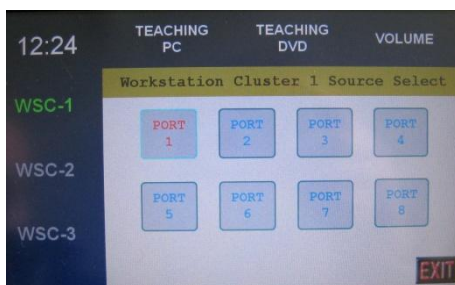 12:24
TEACHING PC
TEACHING DVD
VOLUME
Workstation Cluster 1 Source Select
WSC-1
WSC-2
WSC-3
PORT 1
PORT 2
PORT 3
PORT 4
PORT 5
PORT 6
PORT 7
PORT 8
EXIT